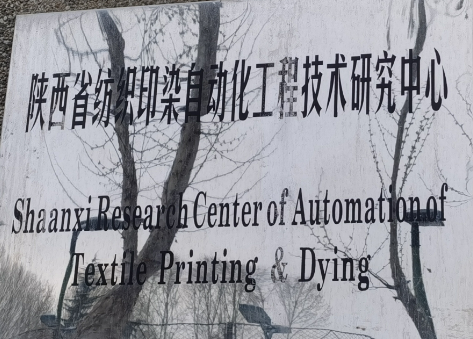 陕西省纺织印染自动化工程技术研究中心
Shaanxi Research Center of Automation of
Textile Printing & Dying